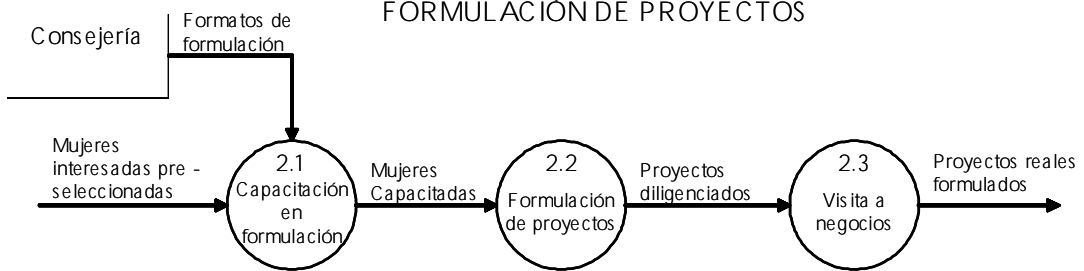 FORMULACIÓN DE PROYECTOS
Consejería
Formatos de
formulación
Mujeres
interesadas pre -
seleccionadas
2.1
Capacitación
en
formulación
Mujeres
Capacitadas
2.2
Formulación
de proyectos
Proyectos
diligenciados
2.3
Visita a
negocios
Proyectos reales
formulados